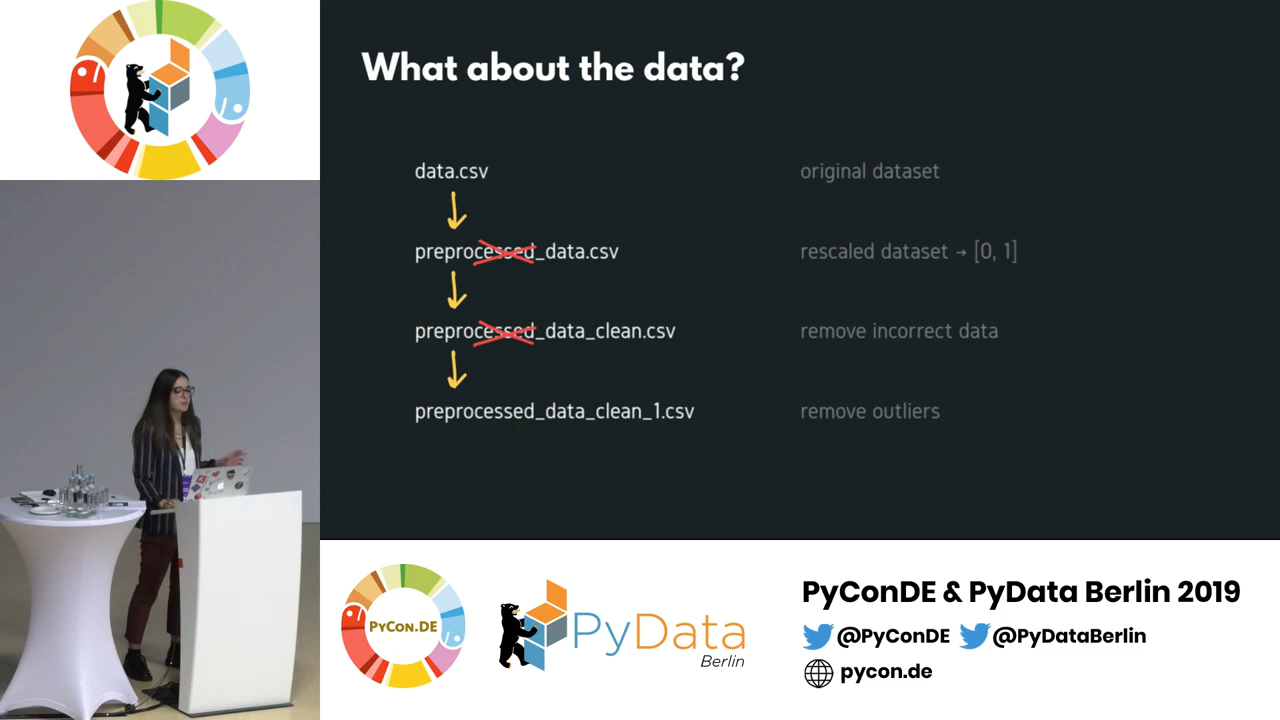 What about the data?
data.csv original dataset
preprocessed_data.csv rescaled dataset → [0, 1]
preprocessed_data_clean.csv remove incorrect data
preprocessed_data_clean_1.csv remove outliers
PyCon.DE
PyData
Berlin
PyConDE & PyData Berlin 2019
@PyConDE @PyDataBerlin
pycon.de